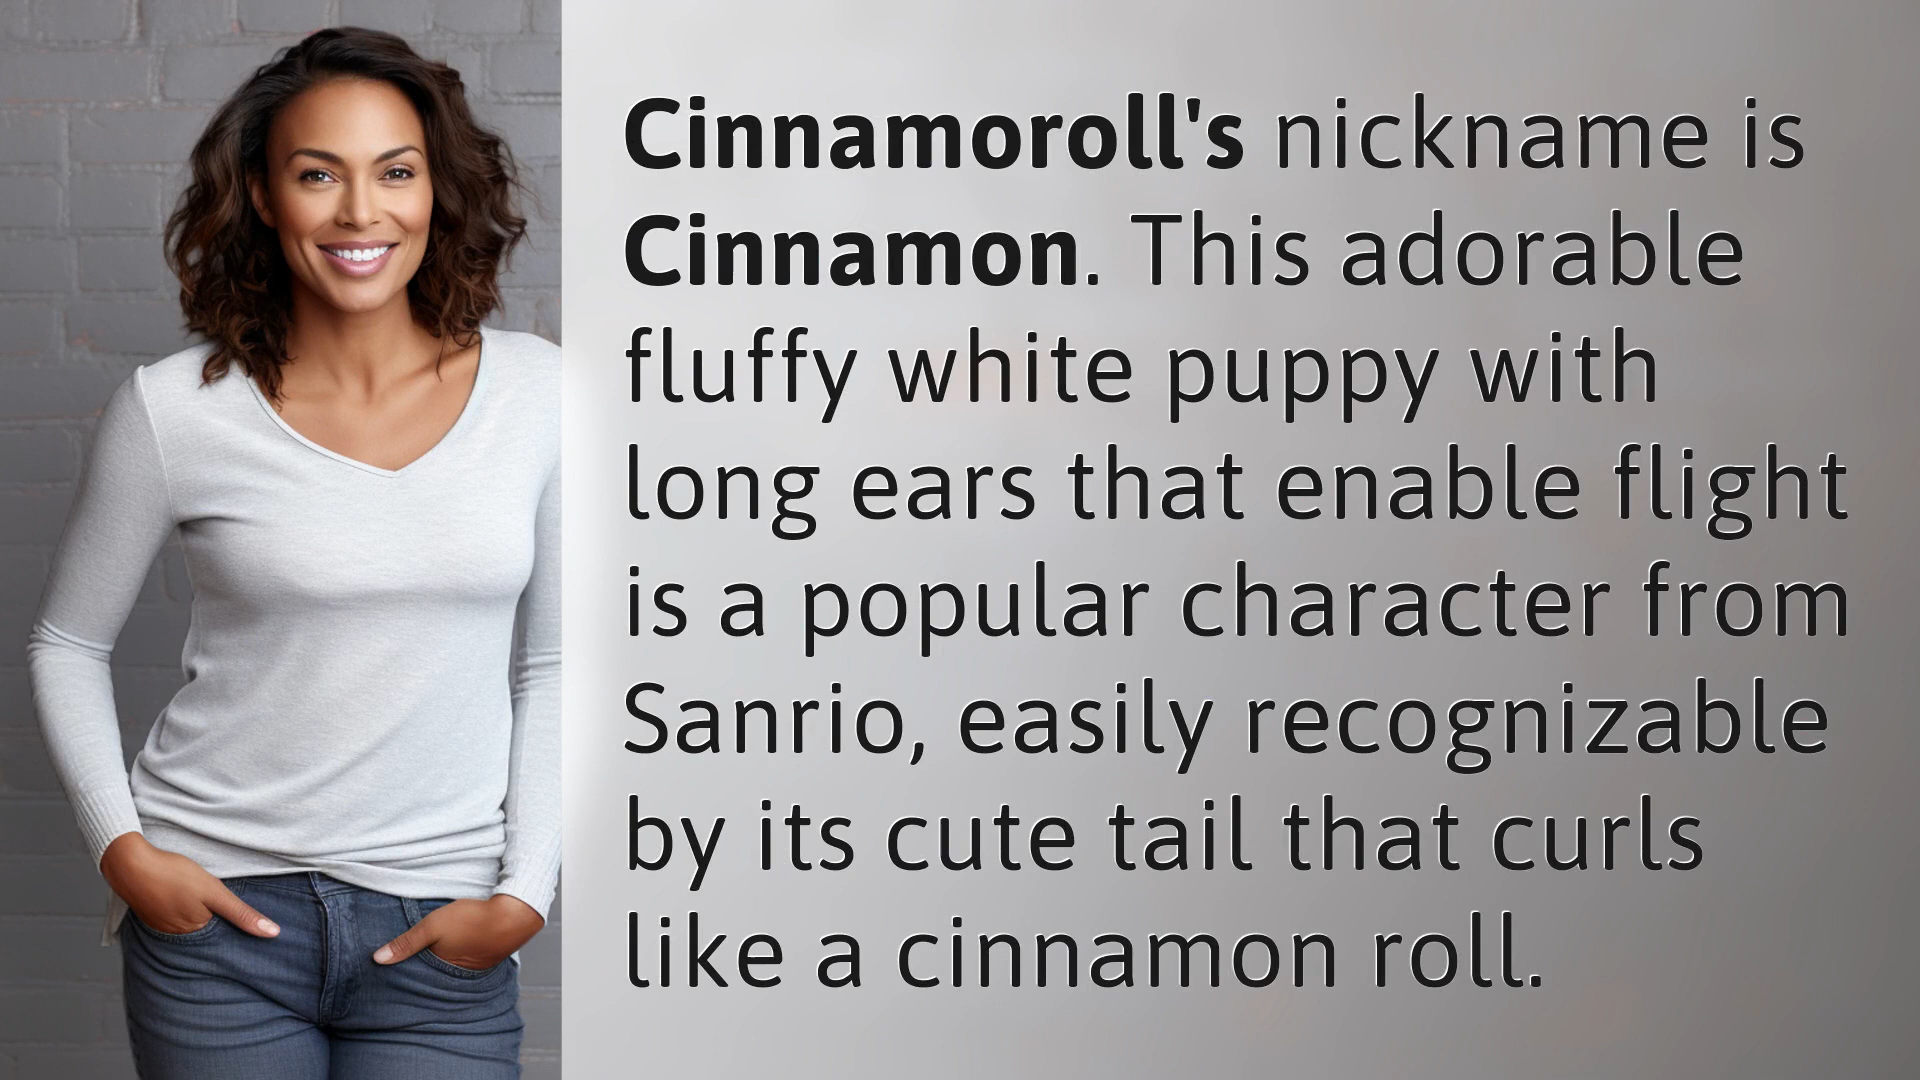 Cinnamoroll's nickname is
Cinnamon. This adorable
fluffy white puppy with
long ears that enable flight
is a popular character from
Sanrio, easily recognizable
by its cute tail that curls
like a cinnamon roll.